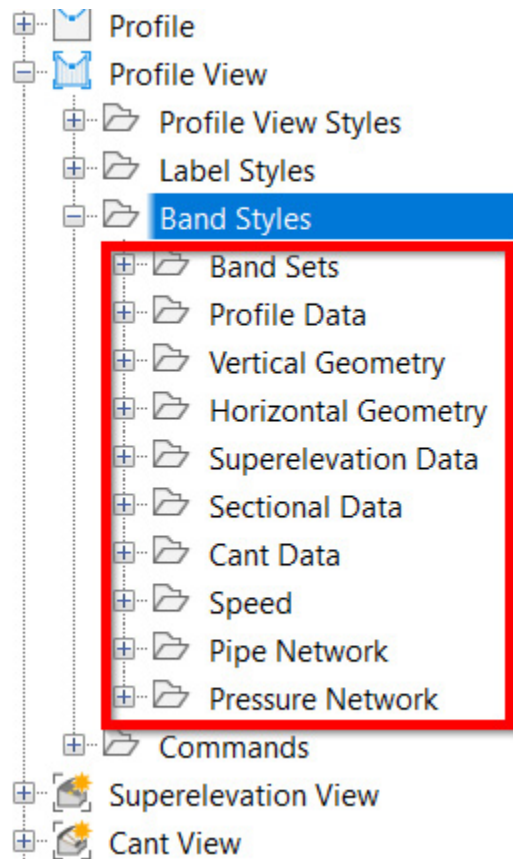 Profile
Profile View
Profile View Styles
Label Styles
Band Styles
Band Sets
Profile Data
Vertical Geometry
Horizontal Geometry
Superelevation Data
Sectional Data
Cant Data
Speed
Pipe Network
Pressure Network
Commands
Superelevation View
Cant View